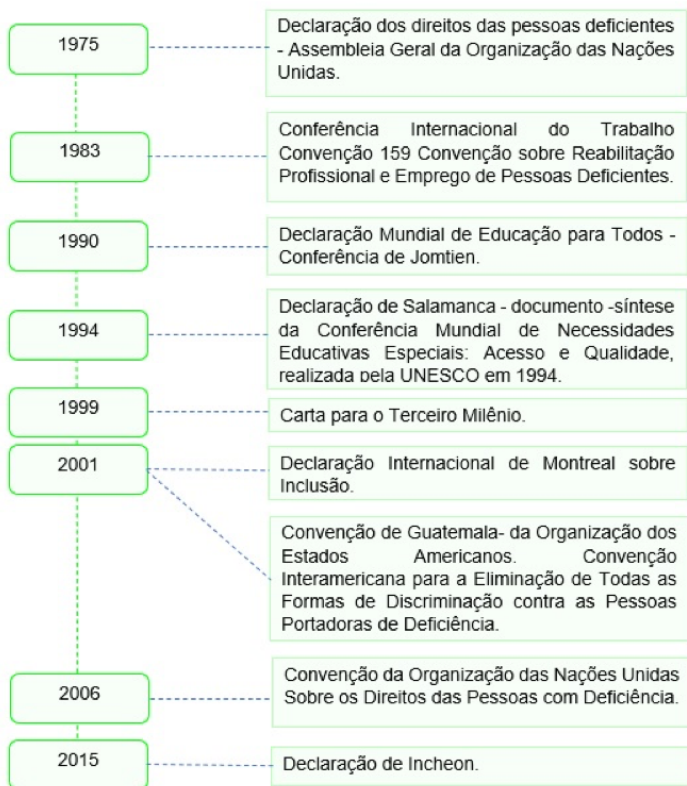 1975
Declaração dos direitos das pessoas deficientes
- Assembleia Geral da Organização das Nações
Unidas.
1983
Conferência Internacional do Trabalho
Convenção 159 Convenção sobre Reabilitação
Profissional e Emprego de Pessoas Deficientes.
1990
Declaração Mundial de Educação para Todos -
Conferência de Jomtien.
1994
Declaração de Salamanca - documento -síntese
da Conferência Mundial de Necessidades
Educativas Especiais: Acesso e Qualidade,
realizada pela UNESCO em 1994.
1999
Carta para o Terceiro Milênio.
2001
Declaração Internacional de Montreal sobre
Inclusão.
Convenção de Guatemala- da Organização dos
Estados Americanos. Convenção
Interamericana para a Eliminação de Todas as
Formas de Discriminação contra as Pessoas
Portadoras de Deficiência.
2006
Convenção da Organização das Nações Unidas
Sobre os Direitos das Pessoas com Deficiência.
2015
Declaração de Incheon.